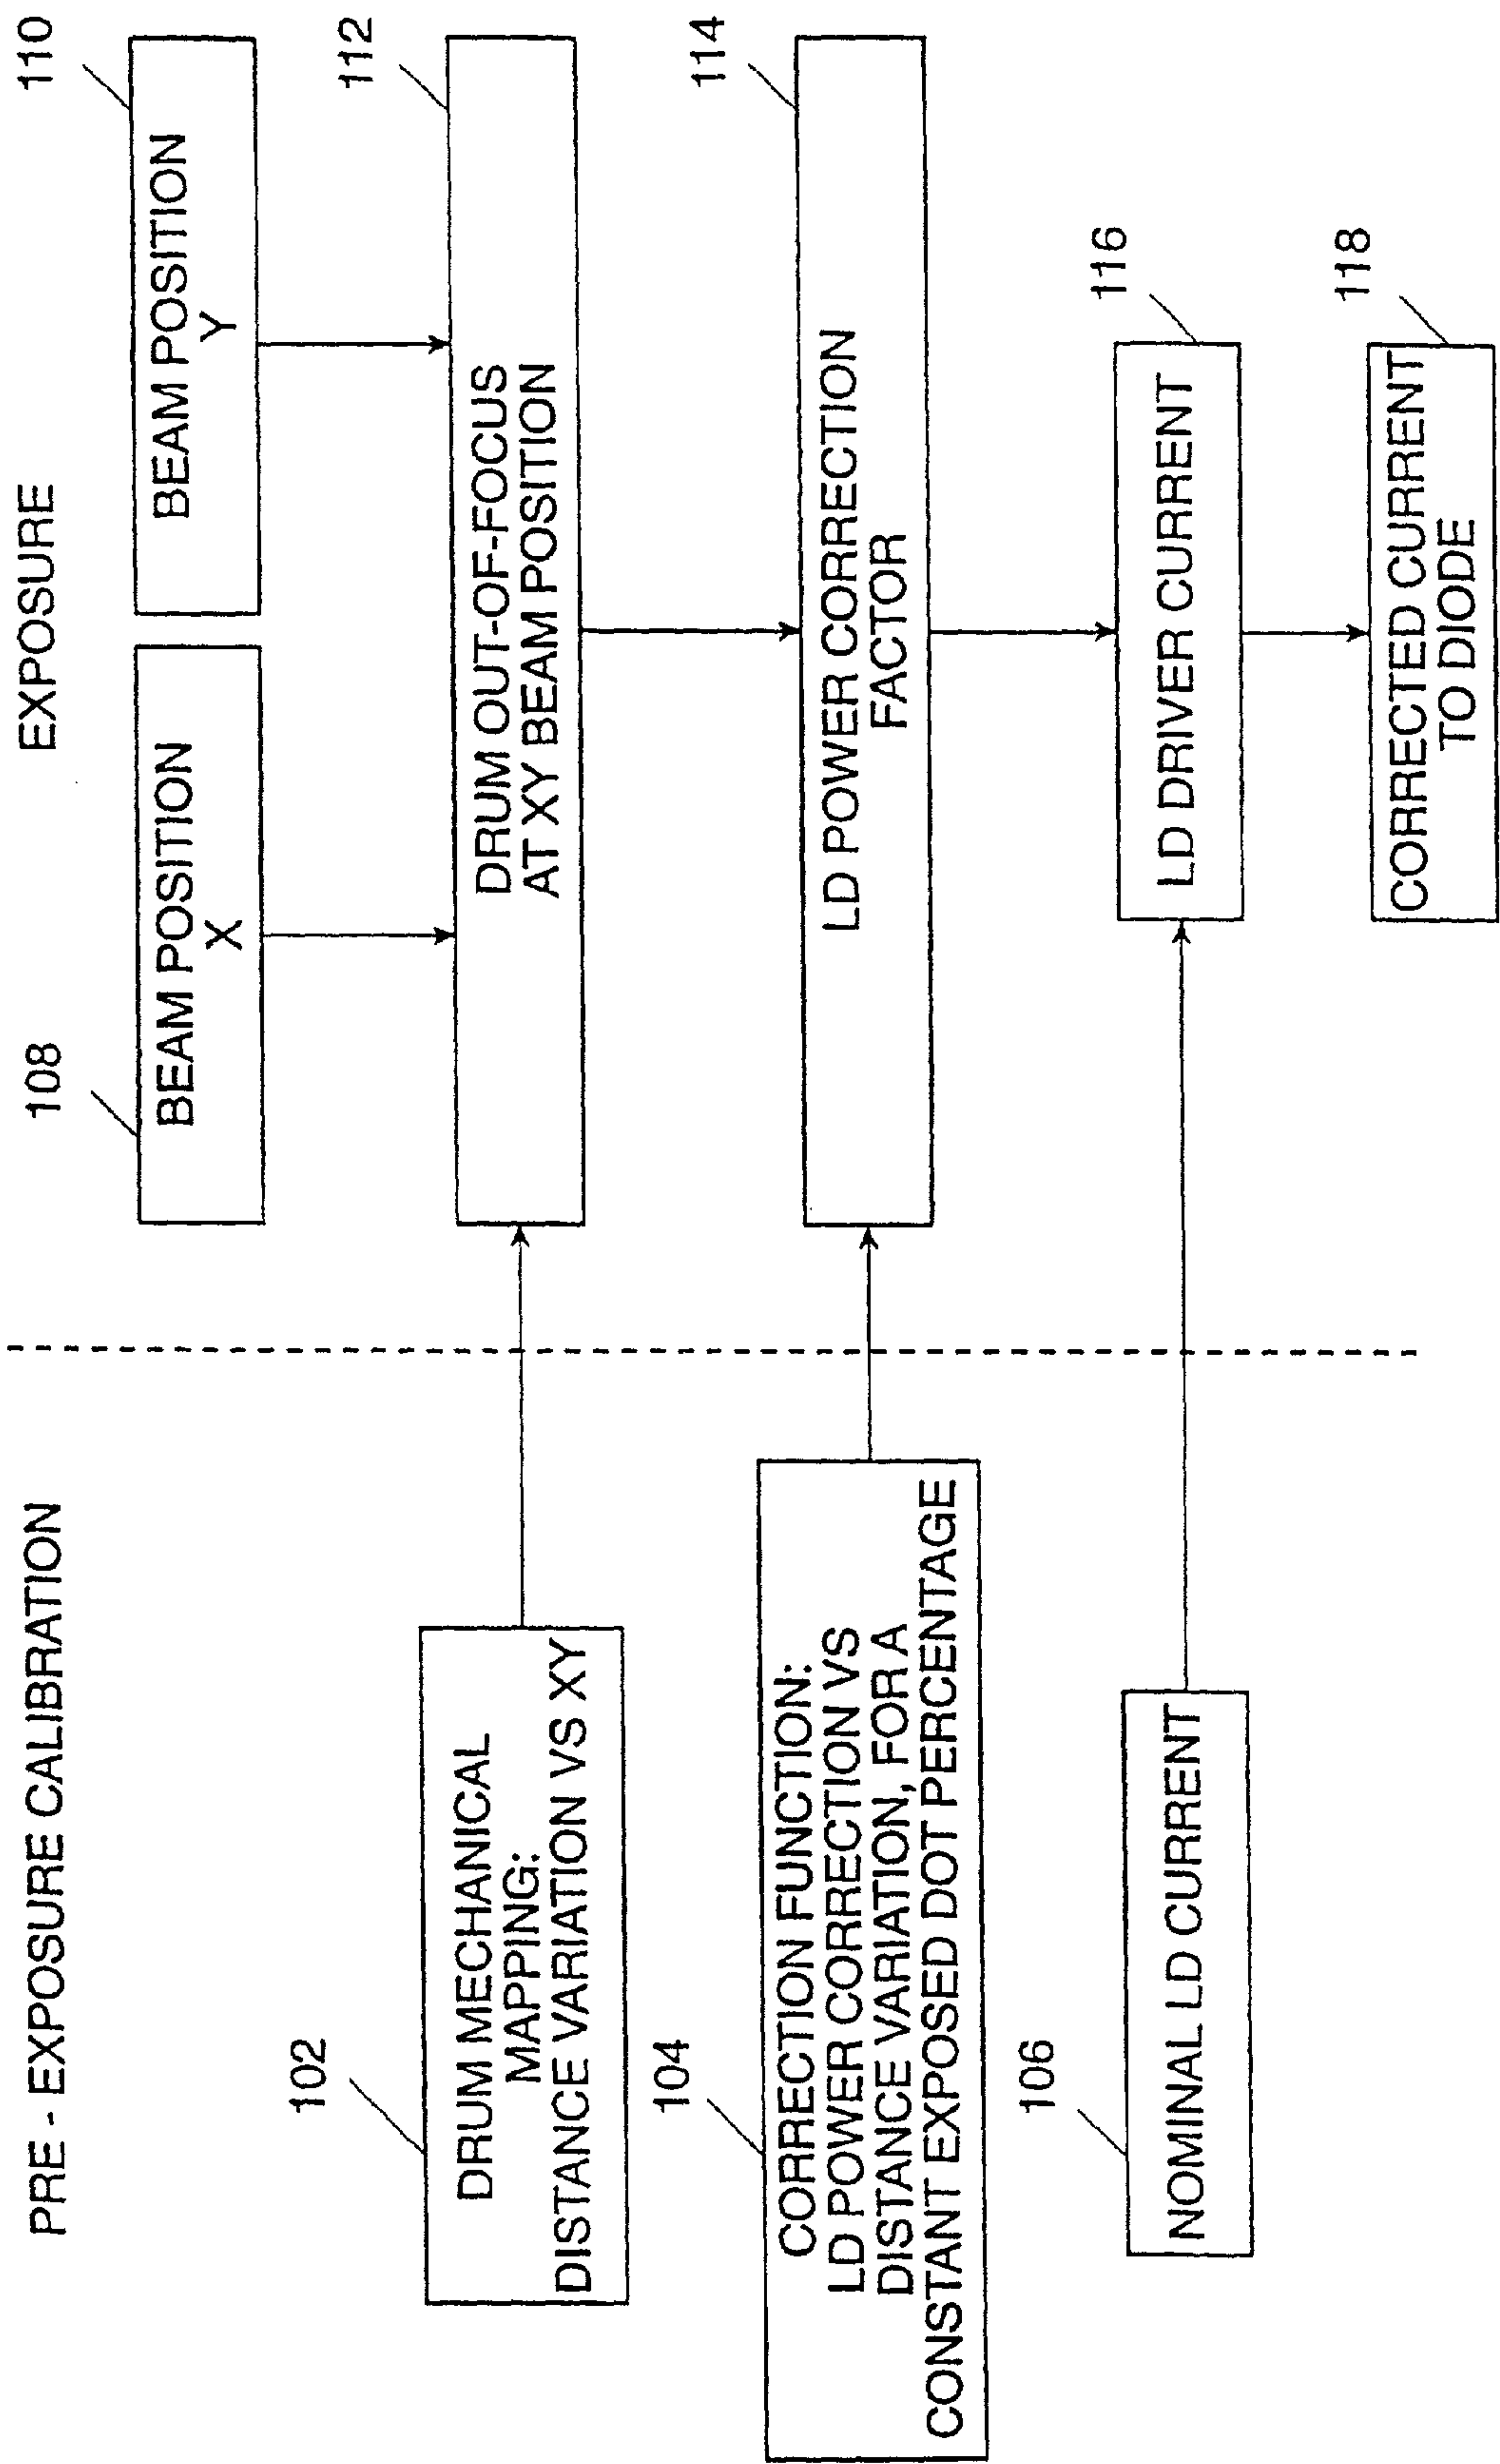 PRE - EXPOSURE CALIBRATION
EXPOSURE
108
BEAM POSITION
X
110
BEAM POSITION
Y
102
DRUM MECHANICAL
MAPPING:
DISTANCE VARIATION VS XY
112
DRUM OUT-OF-FOCUS
AT XY BEAM POSITION
104
CORRECTION FUNCTION:
LD POWER CORRECTION VS
DISTANCE VARIATION, FOR A
CONSTANT EXPOSED DOT PERCENTAGE
114
LD POWER CORRECTION
FACTOR
106
NOMINAL LD CURRENT
116
LD DRIVER CURRENT
118
CORRECTED CURRENT
TO DIODE